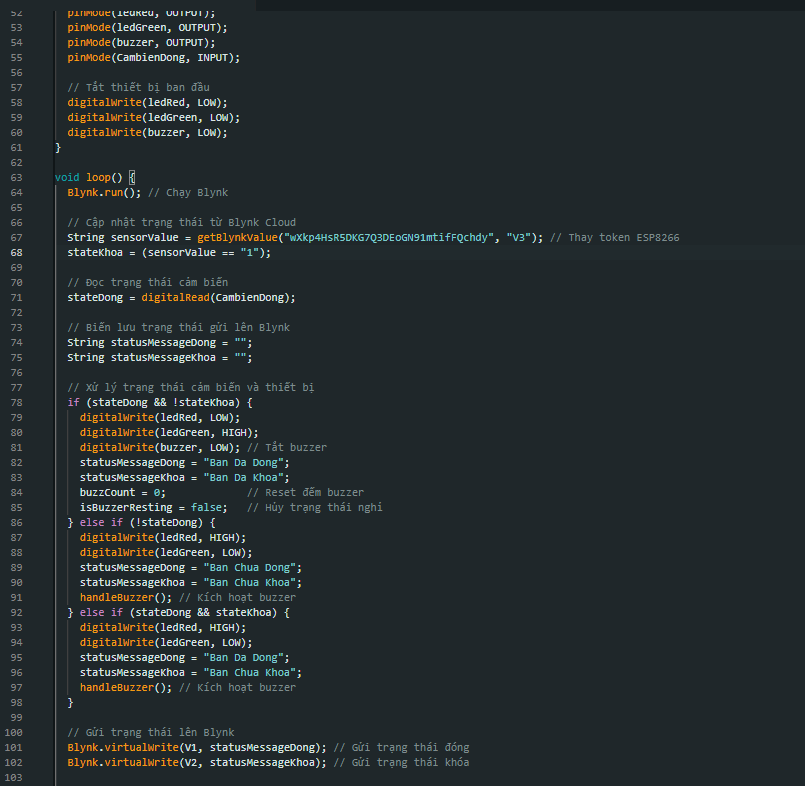 52 pinMode(ledRed, OUTPUT);
53 pinMode(ledGreen, OUTPUT);
54 pinMode(buzzer, OUTPUT);
55 pinMode(CambienDong, INPUT);
56
57 // Tắt thiết bị ban đầu
58 digitalWrite(ledRed, LOW);
59 digitalWrite(ledGreen, LOW);
60 digitalWrite(buzzer, LOW);
61 }
62
63 void loop() {
64 Blynk.run(); // Chạy Blynk
65
66 // Cập nhật trạng thái từ Blynk Cloud
67 String sensorValue = getBlynkValue("wXkp4HsR5DKG7Q3DEoGN91mtifFQchdy", "V3"); // Thay token ESP8266
68 stateKhoa = (sensorValue == "1");
69
70 // Đọc trạng thái cảm biến
71 stateDong = digitalRead(CambienDong);
72
73 // Biến lưu trạng thái gửi lên Blynk
74 String statusMessageDong = "";
75 String statusMessageKhoa = "";
76
77 // Xử lý trạng thái cảm biến và thiết bị
78 if (stateDong && !stateKhoa) {
79 digitalWrite(ledRed, LOW);
80 digitalWrite(ledGreen, HIGH);
81 digitalWrite(buzzer, LOW); // Tắt buzzer
82 statusMessageDong = "Ban Da Dong";
83 statusMessageKhoa = "Ban Da Khoa";
84 buzzCount = 0; // Reset đếm buzzer
85 isBuzzerResting = false; // Hủy trạng thái nghỉ
86 } else if (!stateDong) {
87 digitalWrite(ledRed, HIGH);
88 digitalWrite(ledGreen, LOW);
89 statusMessageDong = "Ban Chua Dong";
90 statusMessageKhoa = "Ban Chua Khoa";
91 handleBuzzer(); // Kích hoạt buzzer
92 } else if (stateDong && stateKhoa) {
93 digitalWrite(ledRed, HIGH);
94 digitalWrite(ledGreen, LOW);
95 statusMessageDong = "Ban Da Dong";
96 statusMessageKhoa = "Ban Chua Khoa";
97 handleBuzzer(); // Kích hoạt buzzer
98 }
99
100 // Gửi trạng thái lên Blynk
101 Blynk.virtualWrite(V1, statusMessageDong); // Gửi trạng thái đóng
102 Blynk.virtualWrite(V2, statusMessageKhoa); // Gửi trạng thái khóa
103